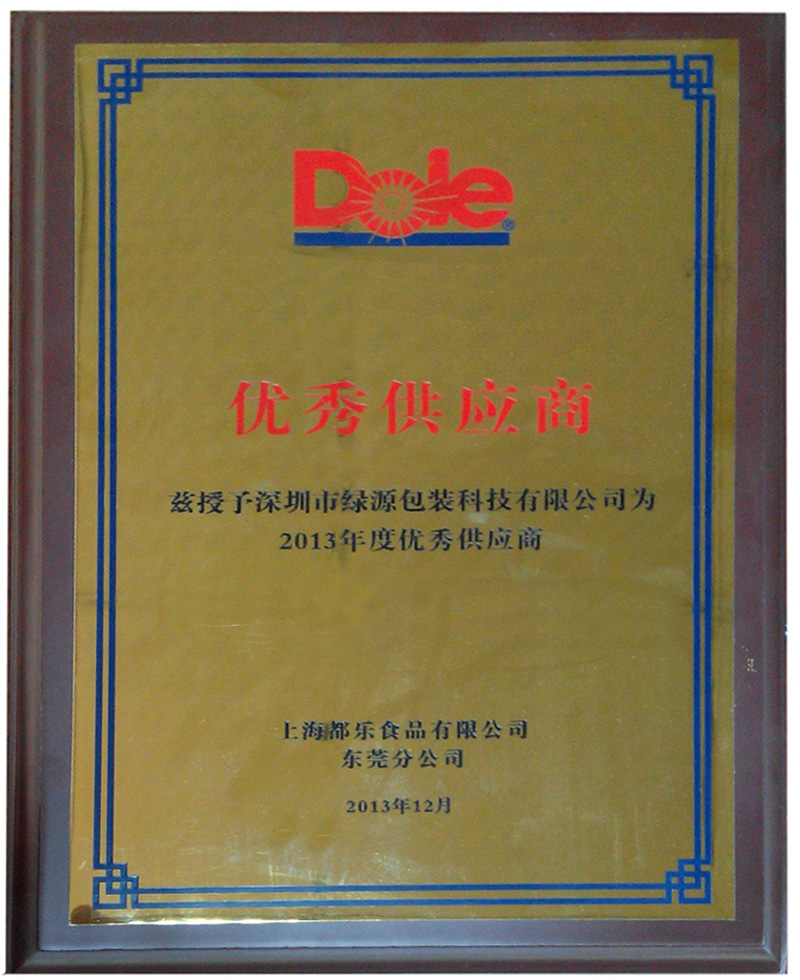 Dole®
优秀供应商
兹授予深圳市绿源包装科技有限公司为
2013年度优秀供应商
上海都乐食品有限公司
东莞分公司
2013年12月